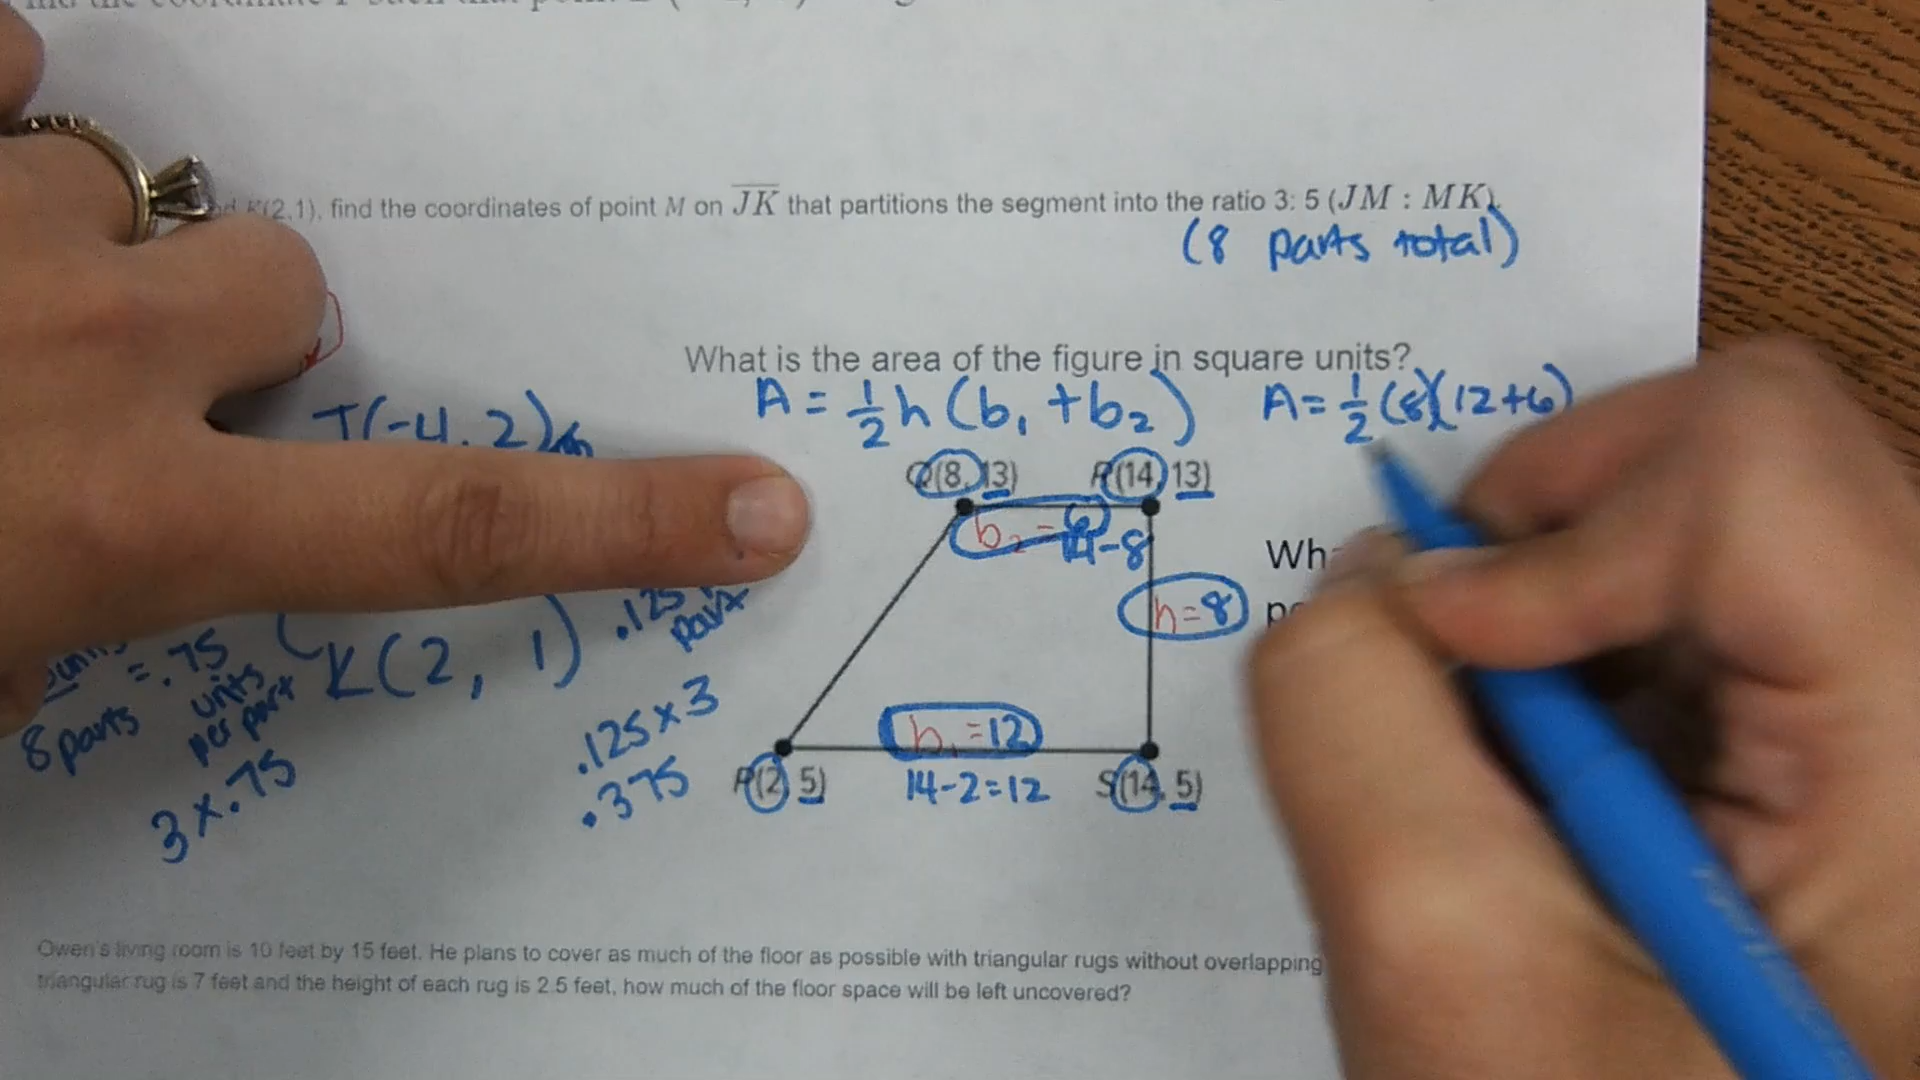 (2,1), find the coordinates of point M on JK that partitions the segment into the ratio 3: 5 (JM : MK).
(8 parts total)
What is the area of the figure in square units?
A = 1/2 h (b₁ + b₂)
A = 1/2 (8)(12+6)
(-4, 2)
Q(8, 13)
R(14, 13)
b₂ = 6
14-8
h=8
b₁ = 12
P(2, 5)
14-2=12
S(14, 5)
= .75
units
per part
8 parts
3 x .75
K(2, 1)
.125
.125 x 3
.375
Owen's living room is 10 feet by 15 feet. He plans to cover as much of the floor as possible with triangular rugs without overlapping
triangular rug is 7 feet and the height of each rug is 2.5 feet, how much of the floor space will be left uncovered?